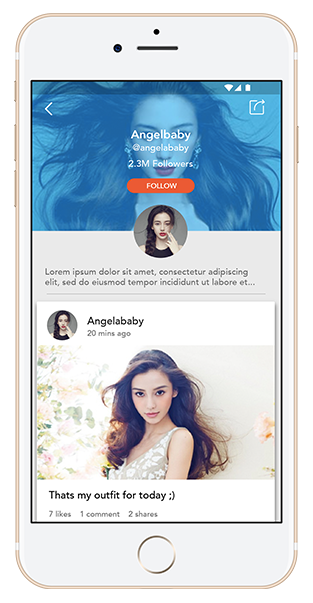 Angelbaby
@angelababy
2.3M Followers
FOLLOW
Lorem ipsum dolor sit amet, consectetur adipiscing
elit, sed do eiusmod tempor incididunt ut labore et...
Angelababy
20 mins ago
Thats my outfit for today ;)
7 likes 1 comment 2 shares